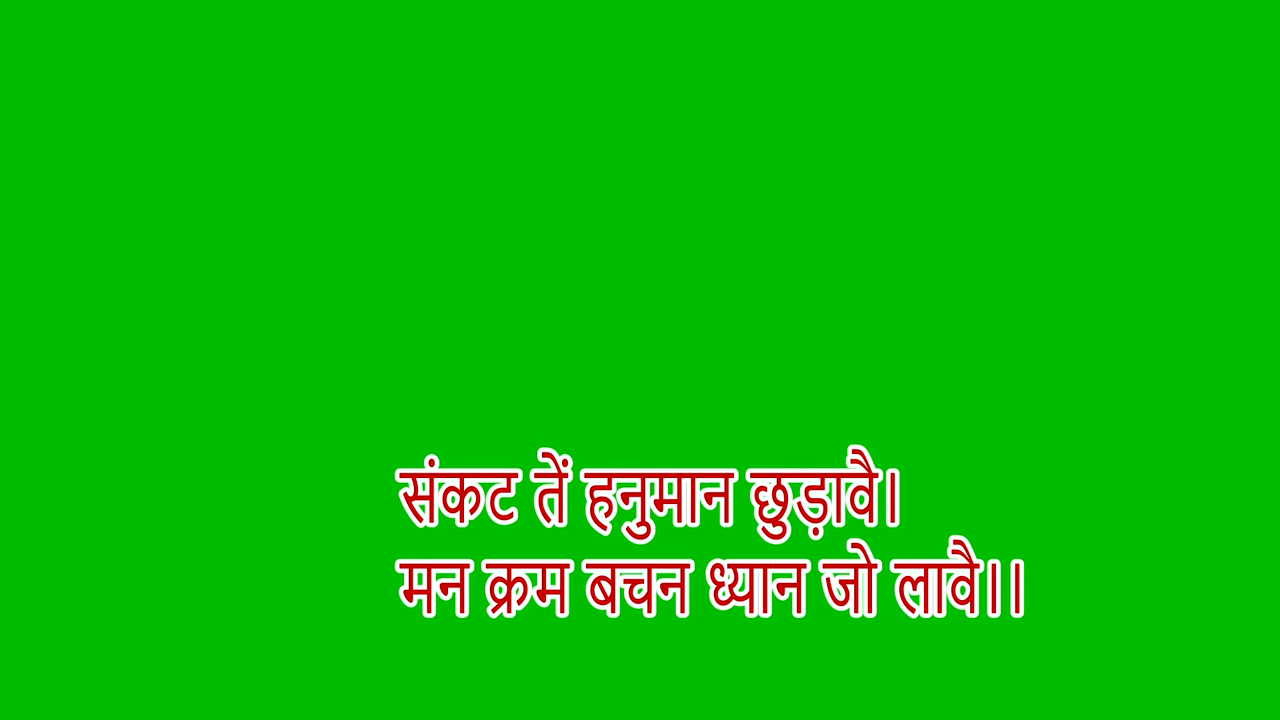 संकट तें हनुमान छुड़ावै।
मन क्रम बचन ध्यान जो लावै।।